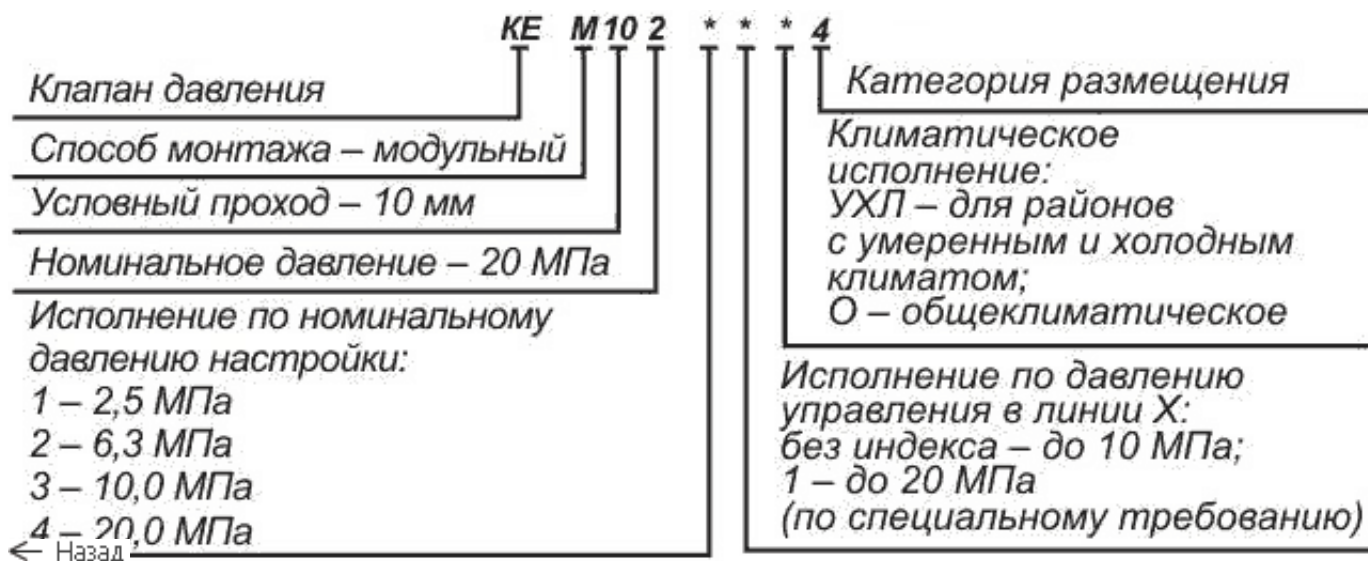 КЕ М 10 2 * * * 4
Клапан давления
Способ монтажа – модульный
Условный проход – 10 мм
Номинальное давление – 20 МПа
Исполнение по номинальному
давлению настройки:
1 – 2,5 МПа
2 – 6,3 МПа
3 – 10,0 МПа
4 – 20,0 МПа
← Назад
Категория размещения
Климатическое
исполнение:
УХЛ – для районов
с умеренным и холодным
климатом;
О – общеклиматическое
Исполнение по давлению
управления в линии Х:
без индекса – до 10 МПа;
1 – до 20 МПа
(по специальному требованию)